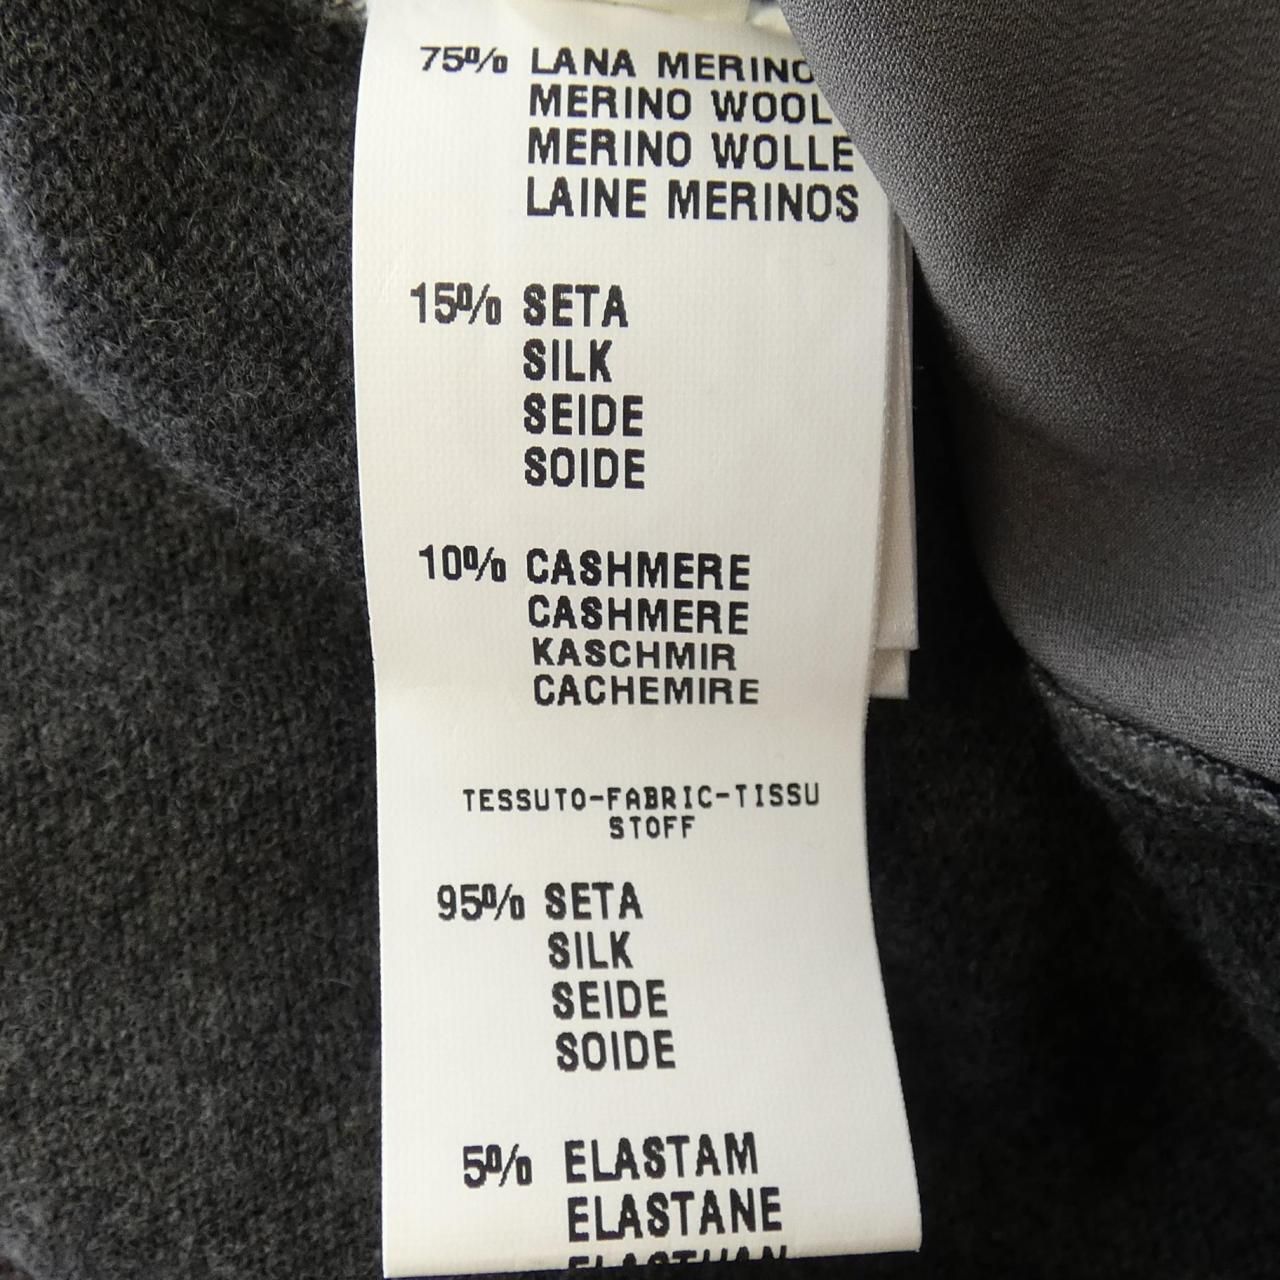 75% LANA MERINO
MERINO WOOL
MERINO WOLLE
LAINE MERINOS
15% SETA
SILK
SEIDE
SOIDE
10% CASHMERE
CASHMERE
KASCHMIR
CACHEMIRE
TESSUTO-FABRIC-TISSU
STOFF
95% SETA
SILK
SEIDE
SOIDE
5% ELASTAM
ELASTANE